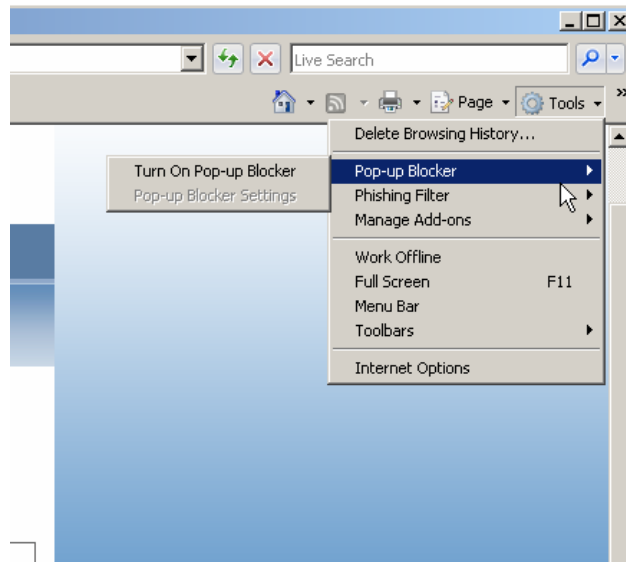 Live Search
Page
Tools
»
Delete Browsing History...
Turn On Pop-up Blocker
Pop-up Blocker Settings
Pop-up Blocker
Phishing Filter
Manage Add-ons
Work Offline
Full Screen F11
Menu Bar
Toolbars
Internet Options